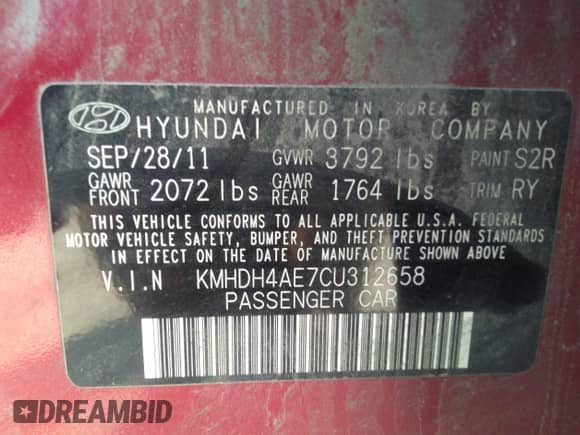 MANUFACTURED IN KOREA BY
HYUNDAI MOTOR COMPANY
SEP/28/11 GVWR 3792 lbs PAINT S2R
GAWR FRONT 2072 lbs GAWR REAR 1764 lbs TRIM RY
THIS VEHICLE CONFORMS TO ALL APPLICABLE U.S.A. FEDERAL
MOTOR VEHICLE SAFETY, BUMPER, AND THEFT PREVENTION STANDARDS
IN EFFECT ON THE DATE OF MANUFACTURE SHOWN ABOVE.
V.I.N KMHDH4AE7CU312658
PASSENGER CAR
DREAMBID